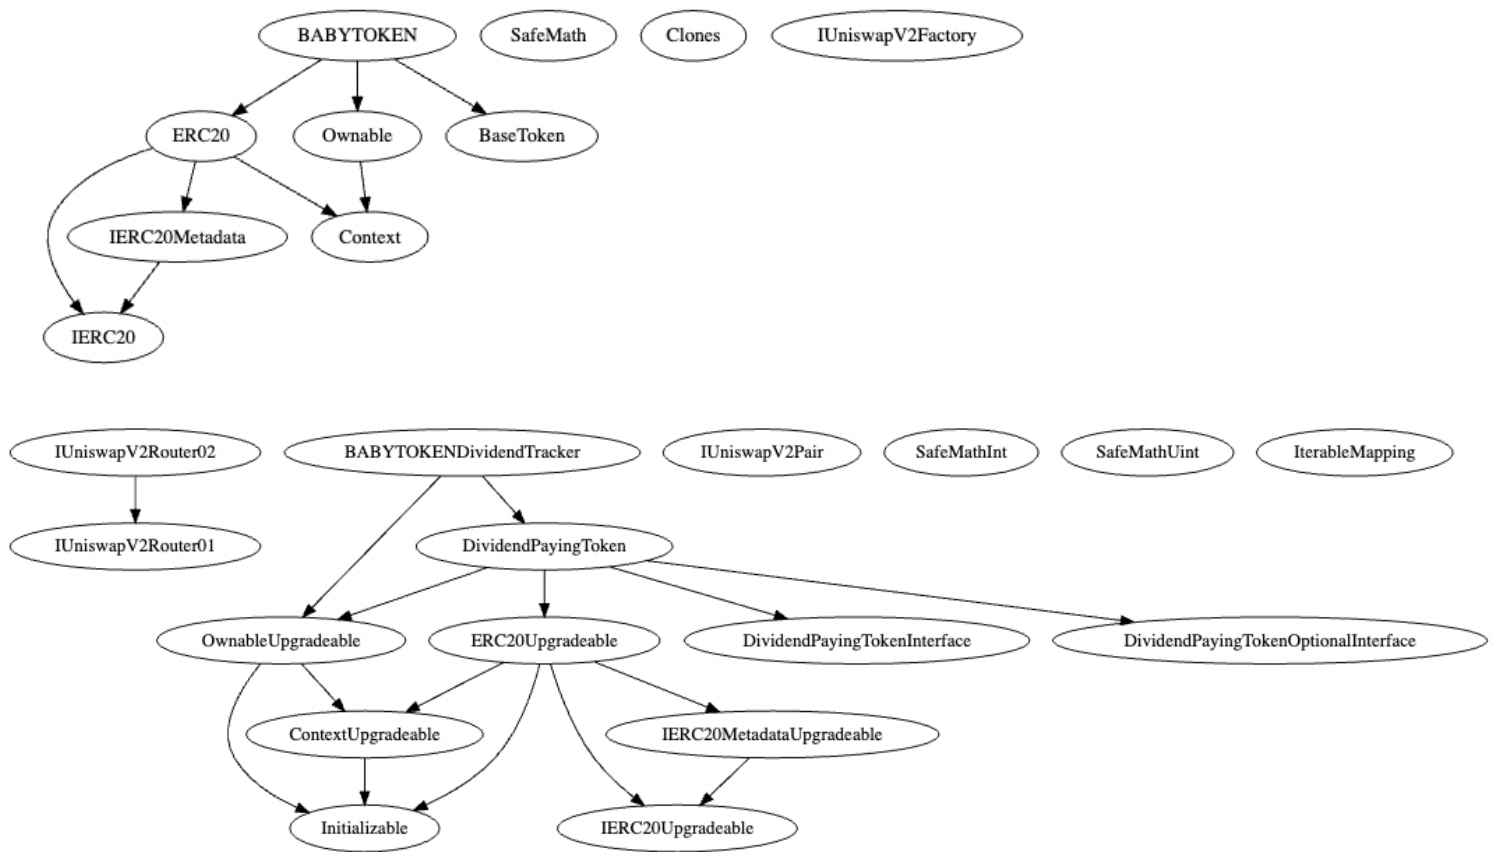 BABYTOKEN
SafeMath
Clones
IUniswapV2Factory
ERC20
Ownable
BaseToken
IERC20Metadata
Context
IERC20
IUniswapV2Router02
BABYTOKENDividendTracker
IUniswapV2Pair
SafeMathInt
SafeMathUint
IterableMapping
IUniswapV2Router01
DividendPayingToken
OwnableUpgradeable
ERC20Upgradeable
DividendPayingTokenInterface
DividendPayingTokenOptionalInterface
ContextUpgradeable
IERC20MetadataUpgradeable
Initializable
IERC20Upgradeable